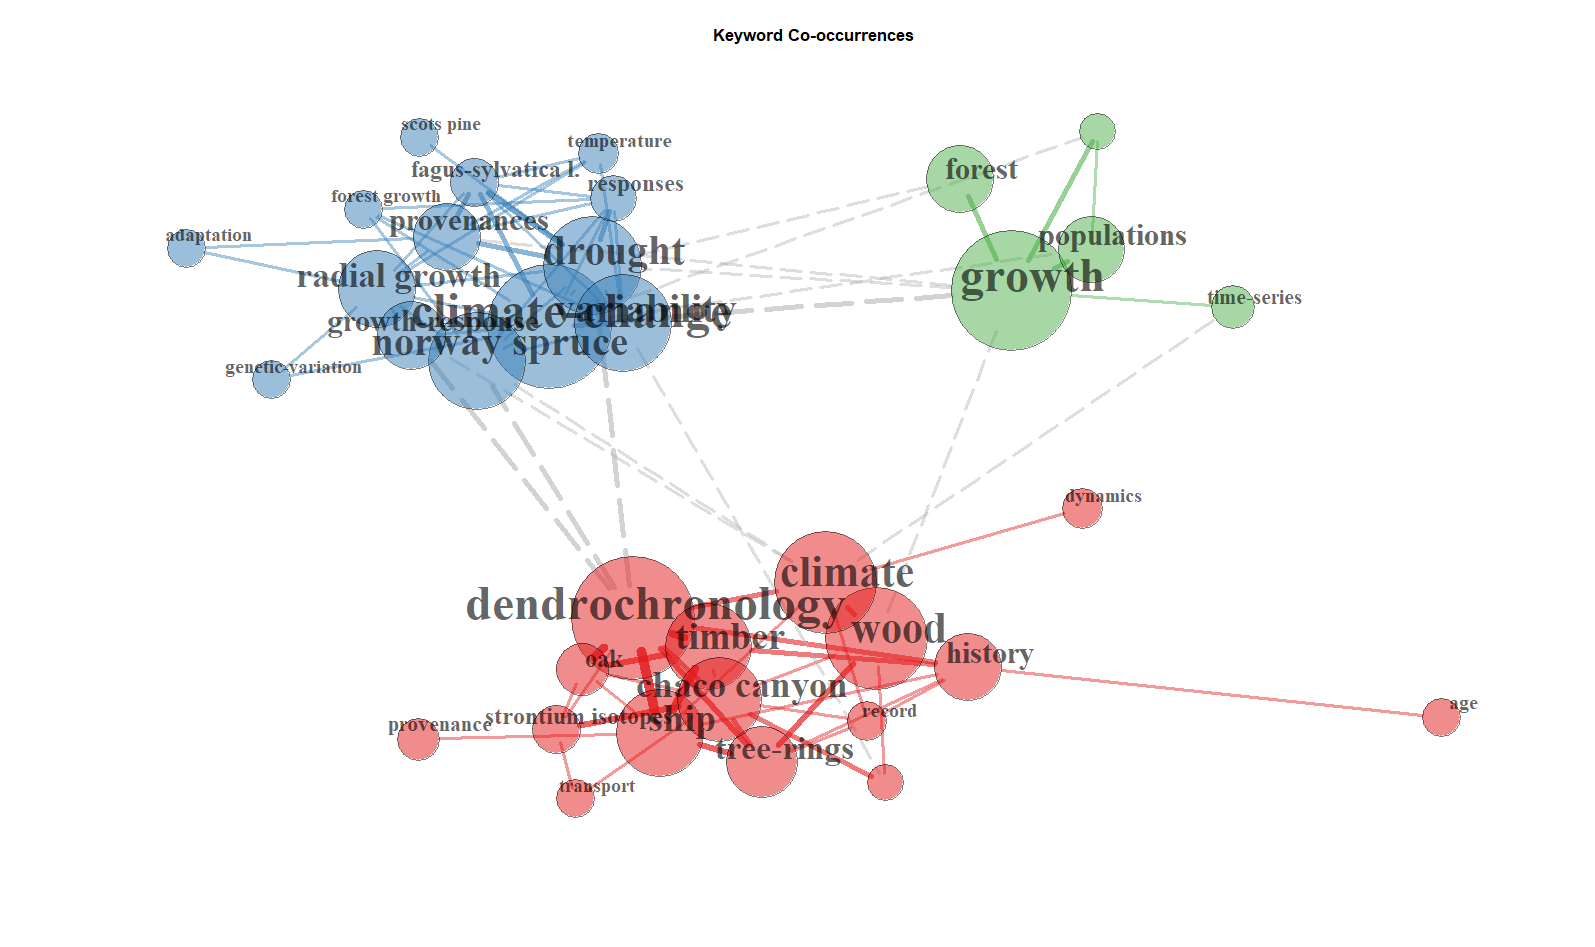 Keyword Co-occurrences
scots pine
temperature
fagus-sylvatica l.
responses
forest growth
provenances
adaptation
drought
radial growth
climate-change
variability
growth-response
norway spruce
genetic-variation
forest
populations
growth
time-series
dynamics
climate
dendrochronology
wood
timber
history
oak
chaco canyon
strontium isotopes
ship
provenance
record
age
tree-rings
transport